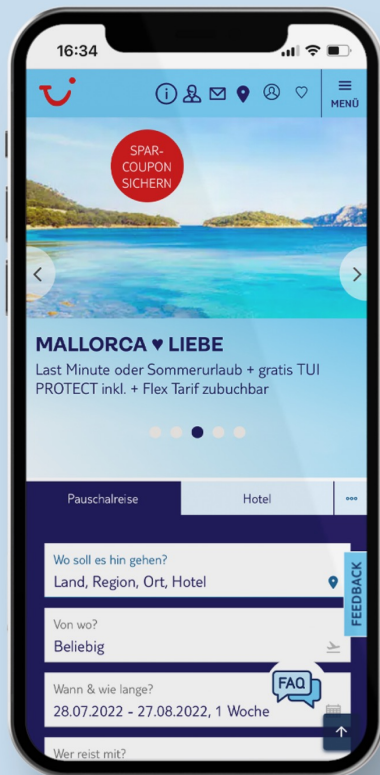 16:34
MENÜ
SPAR-
COUPON
SICHERN
MALLORCA ♥ LIEBE
Last Minute oder Sommerurlaub + gratis TUI
PROTECT inkl. + Flex Tarif zubuchbar
Pauschalreise
Hotel
Wo soll es hin gehen?
Land, Region, Ort, Hotel
FEEDBACK
Von wo?
Beliebig
Wann & wie lange?
FAQ
28.07.2022 - 27.08.2022, 1 Woche
Wer reist mit?